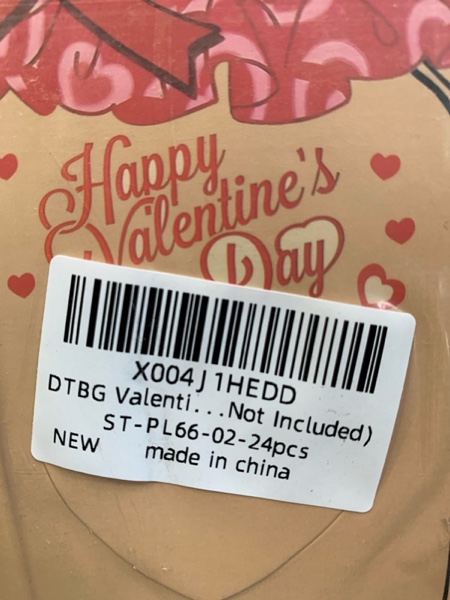 Happy
Valentine's
Day
X004J1HEDD
DTBG Valenti...Not Included)
ST-PL66-02-24pcs
NEW
made in china